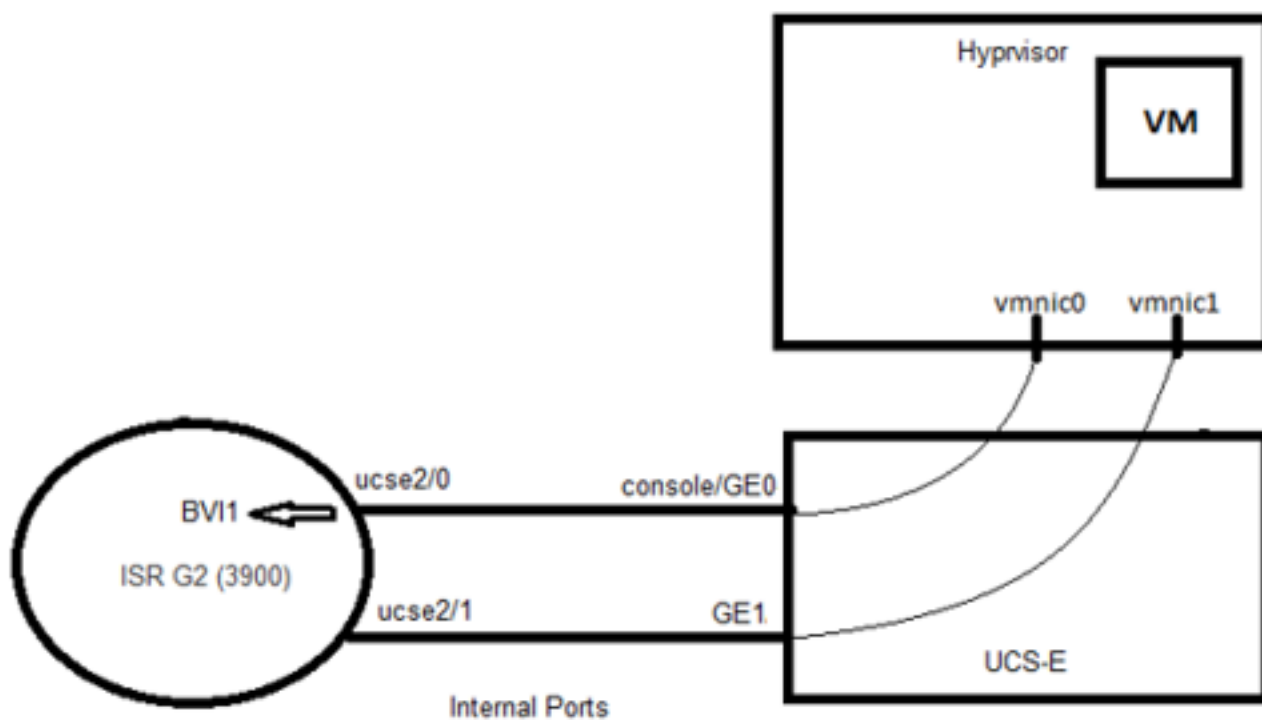 Hyprvisor
VM
vmnic0 vmnic1
ucse2/0 console/GE0
BVI1
ISR G2 (3900)
ucse2/1 GE1
UCS-E
Internal Ports